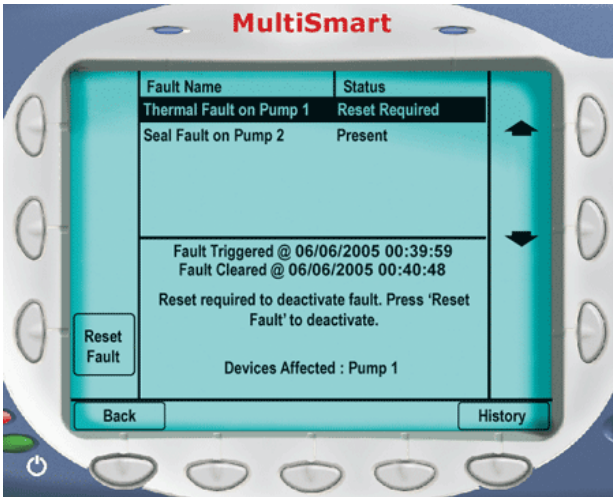 MultiSmart
Fault Name Status
Thermal Fault on Pump 1 Reset Required
Seal Fault on Pump 2 Present
Fault Triggered @ 06/06/2005 00:39:59
Fault Cleared @ 06/06/2005 00:40:48
Reset required to deactivate fault. Press ‘Reset
Fault’ to deactivate.
Reset
Fault
Devices Affected : Pump 1
Back
History